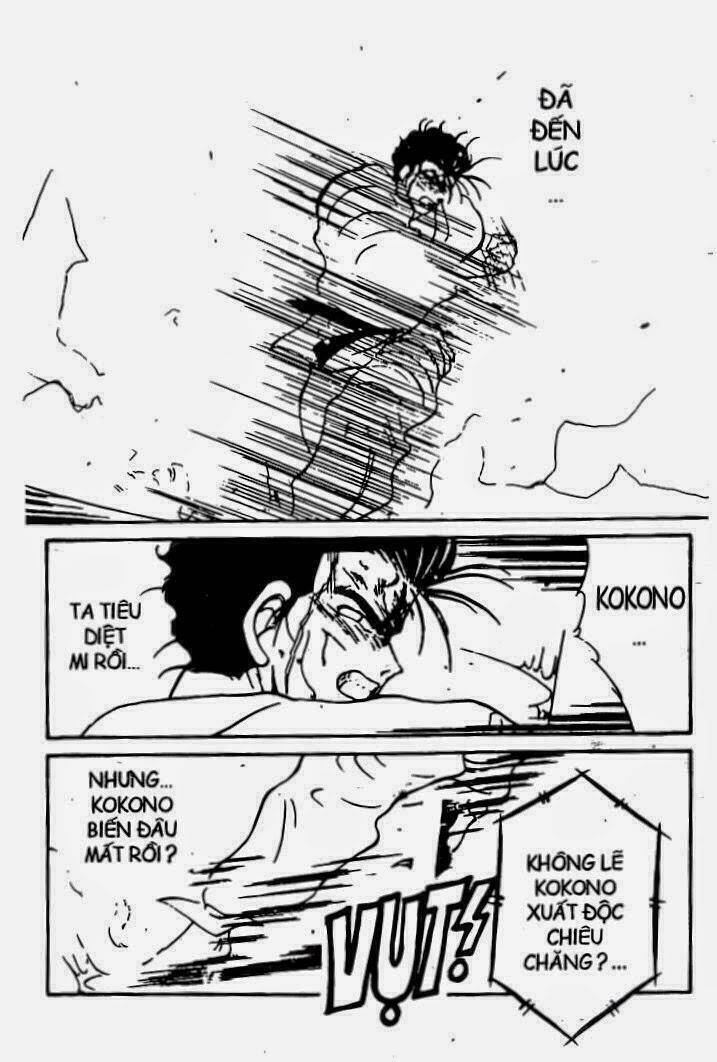 ĐÃ
ĐẾN
LÚC
...
TA TIÊU
DIỆT
MI RỒI...
KOKONO
...
NHƯNG...
KOKONO
BIẾN ĐÂU
MẤT RỒI?
VỤT!!
KHÔNG LẼ
KOKONO
XUẤT ĐỘC
CHIÊU
CHĂNG?...